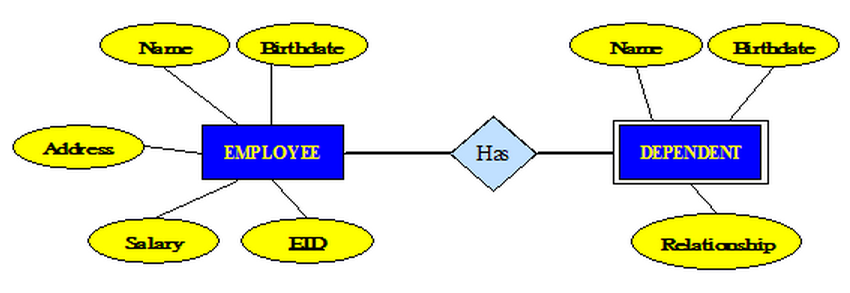 Name
Birthdate
Name
Birthdate
Address
EMPLOYEE
Has
DEPENDENT
Salary
EID
Relationship